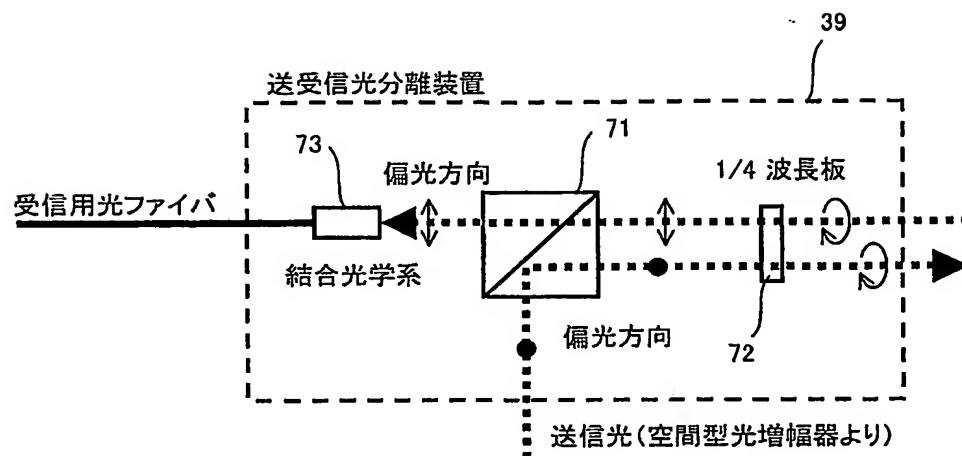 39
送受信光分離装置
73
71
偏光方向
1/4 波長板
受信用光ファイバ
結合光学系
偏光方向
72
送信光(空間型光増幅器より)